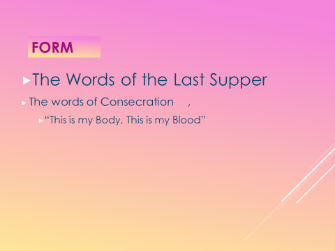 FORM
The Words of the Last Supper
The words of Consecration ,
"This is my Body. This is my Blood"